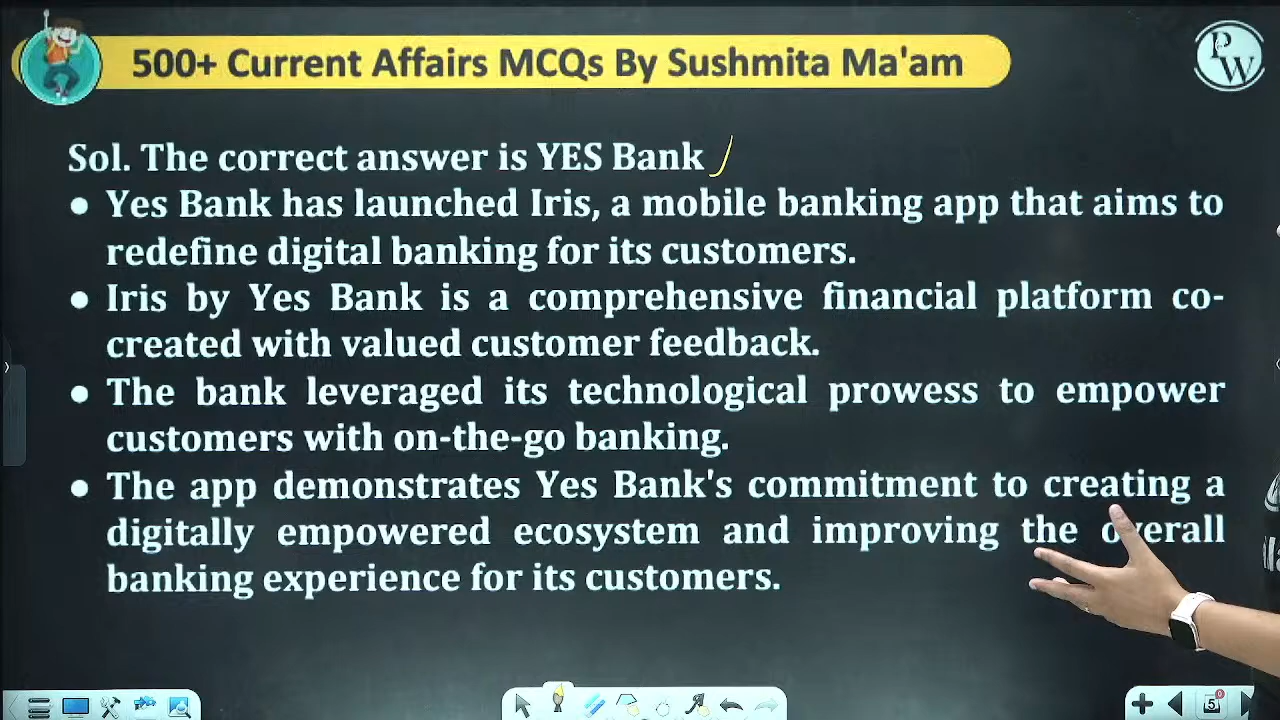 500+ Current Affairs MCQs By Sushmita Ma'am
PW
Sol. The correct answer is YES Bank
● Yes Bank has launched Iris, a mobile banking app that aims to
redefine digital banking for its customers.
● Iris by Yes Bank is a comprehensive financial platform co-
created with valued customer feedback.
● The bank leveraged its technological prowess to empower
customers with on-the-go banking.
● The app demonstrates Yes Bank's commitment to creating a
digitally empowered ecosystem and improving the overall
banking experience for its customers.
5
0